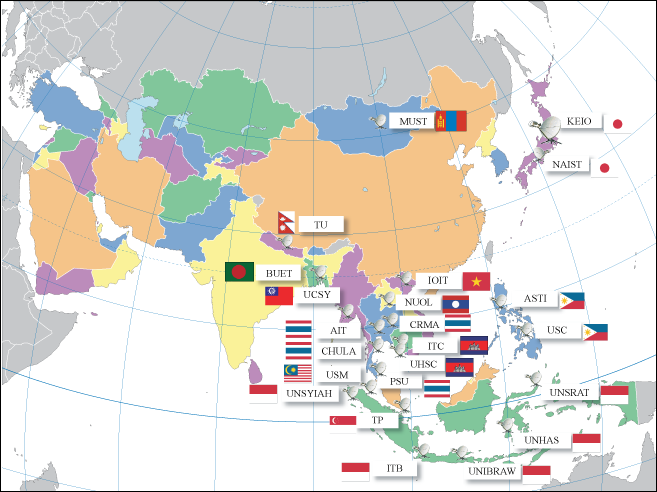 MUST
KEIO
NAIST
TU
BUET
UCSY
IOIT
NUOL
ASTI
AIT
CRMA
USC
CHULA
ITC
UHSC
USM
PSU
UNSYIAH
UNSRAT
TP
UNHAS
ITB
UNIBRAW